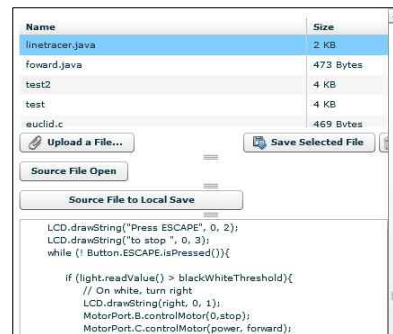 Name Size
linetracer.java 2 KB
foward.java 473 Bytes
test2 4 KB
test 4 KB
euclid.c 469 Bytes
Upload a File... Save Selected File
Source File Open
Source File to Local Save
LCD.drawString("Press ESCAPE", 0, 2);
LCD.drawString("to stop ", 0, 3);
while (! Button.ESCAPE.isPressed()){
if (light.readValue() > blackWhiteThreshold){
// On white, turn right
LCD.drawString(right, 0, 1);
MotorPort.B.controlMotor(0,stop);
MotorPort.C.controlMotor(power, forward);